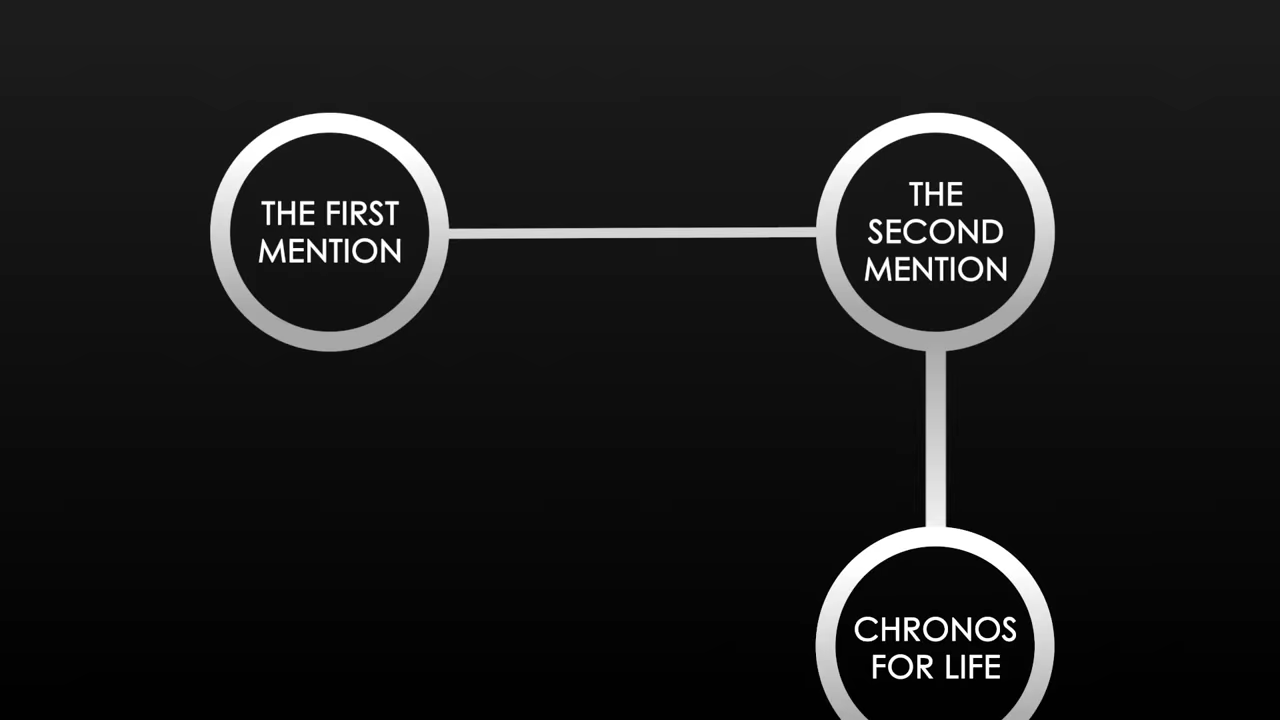 THE FIRST
MENTION
THE
SECOND
MENTION
CHRONOS
FOR LIFE